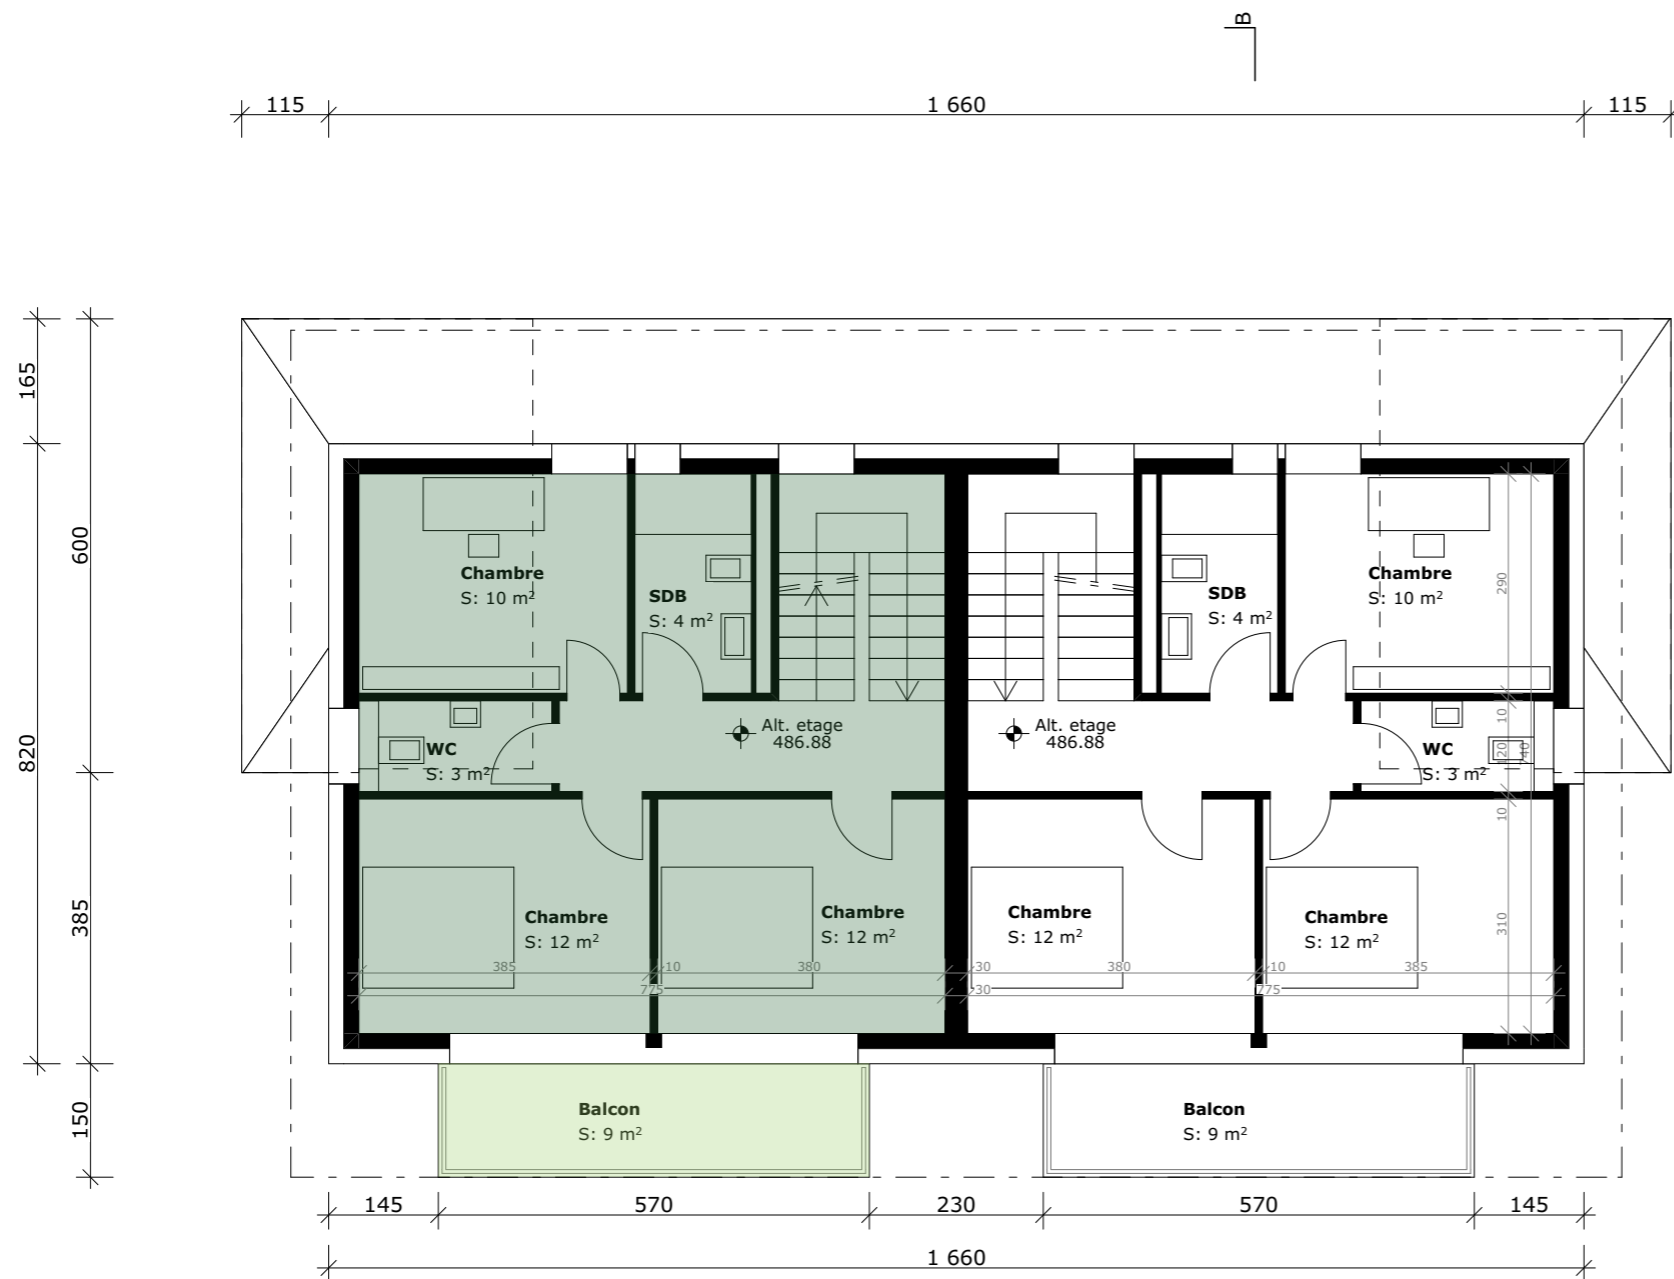 B
115
1 660
115
165
600
820
385
150
Chambre
S: 10 m²
SDB
S: 4 m²
SDB
S: 4 m²
Chambre
S: 10 m²
290
WC
S: 3 m²
Alt. etage
486.88
Alt. etage
486.88
WC
S: 3 m²
10
120
740
10
Chambre
S: 12 m²
Chambre
S: 12 m²
Chambre
S: 12 m²
Chambre
S: 12 m²
310
385
10
380
30
380
10
385
775
30
775
Balcon
S: 9 m²
Balcon
S: 9 m²
145
570
230
570
145
1 660